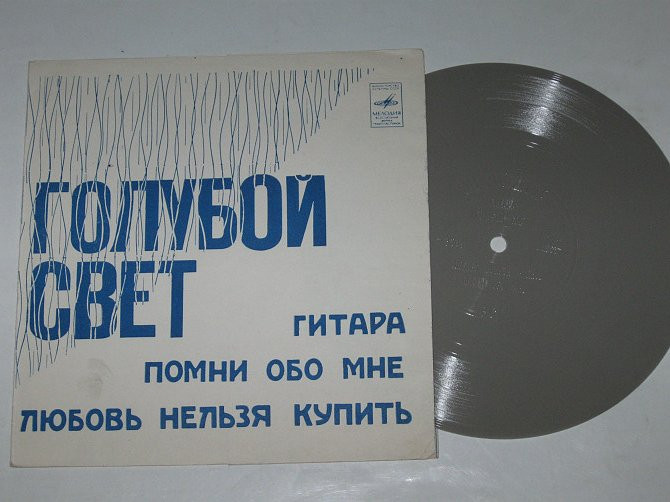 МЕЛОДИЯ
ГОЛУБОЙ
СВЕТ
ГИТАРА
ПОМНИ ОБО МНЕ
ЛЮБОВЬ НЕЛЬЗЯ КУПИТЬ